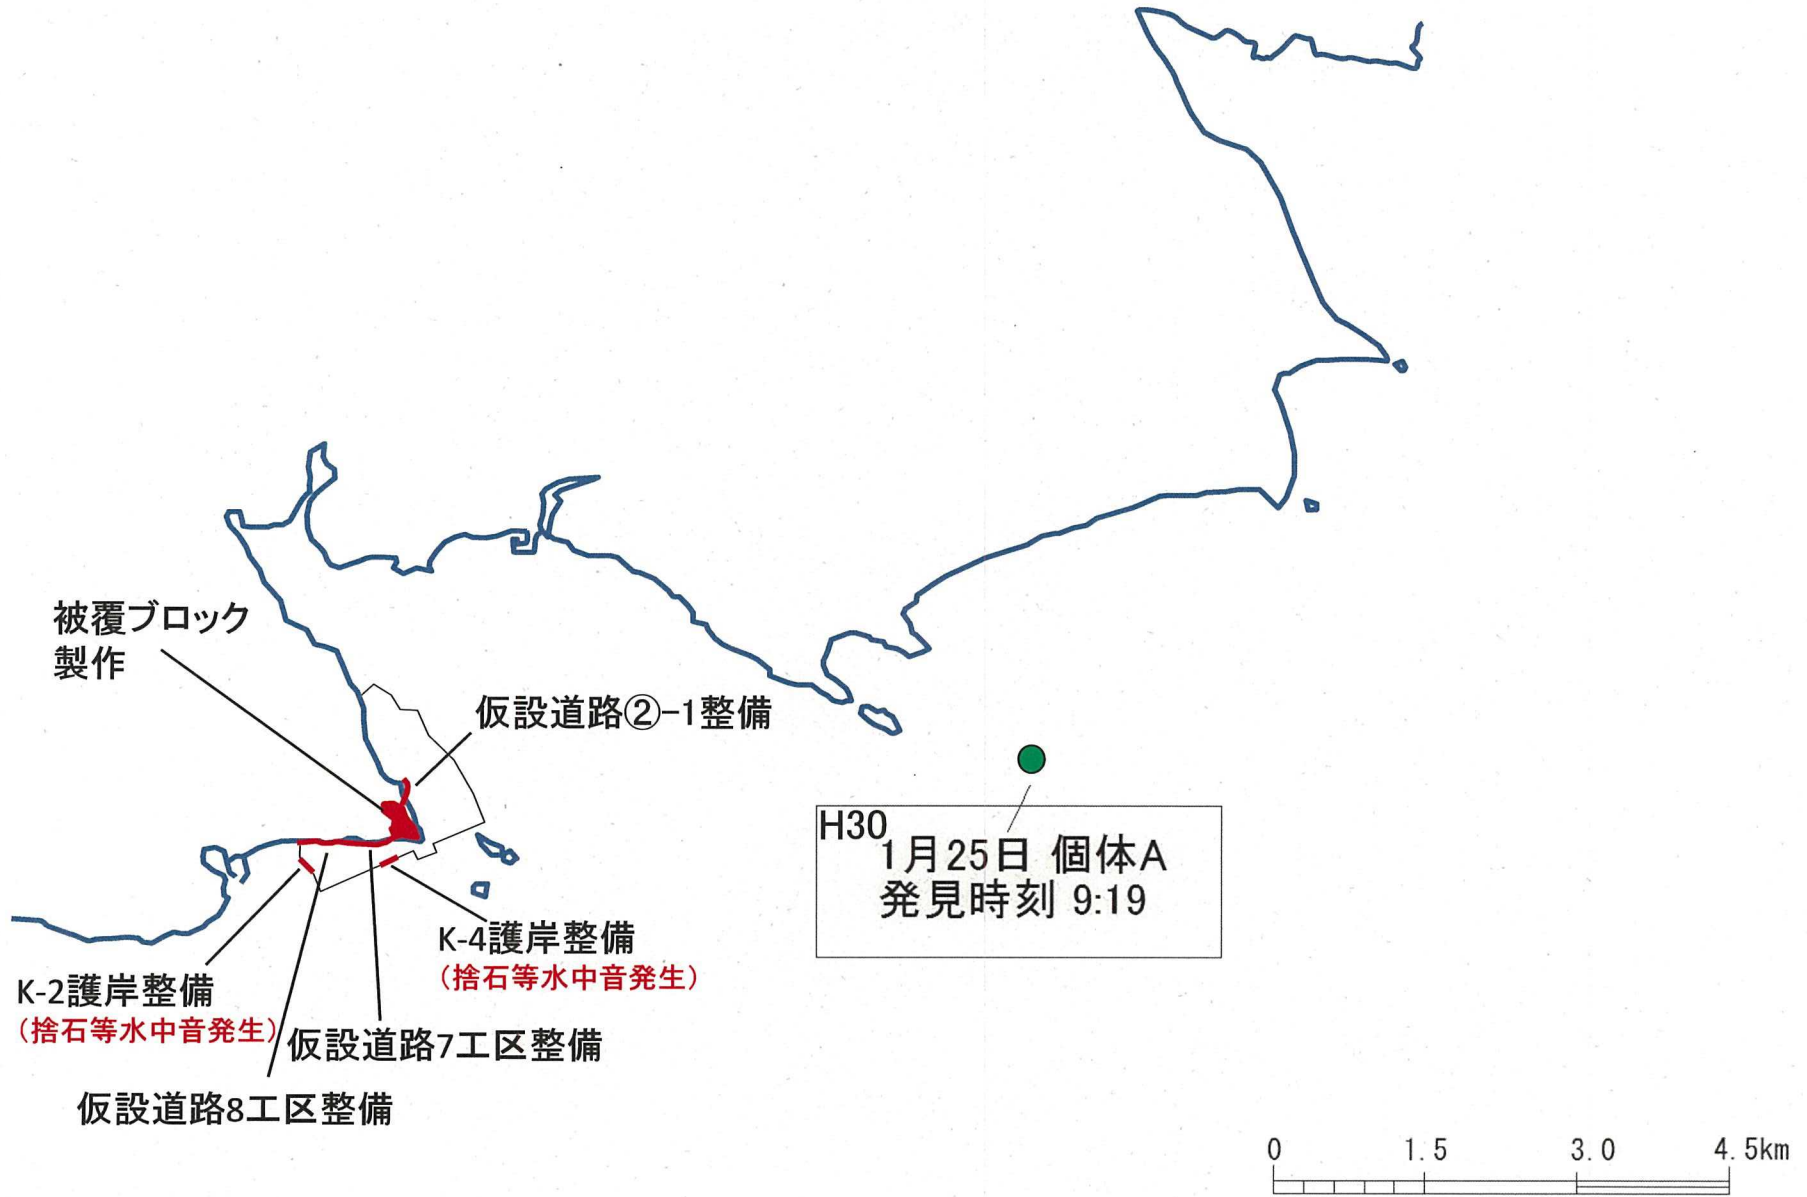 被覆ブロック
製作
仮設道路②-1整備
H30
1月25日 個体A
発見時刻 9:19
K-4護岸整備
（捨石等水中音発生）
K-2護岸整備
（捨石等水中音発生）
仮設道路7工区整備
仮設道路8工区整備
0 1.5 3.0 4.5km